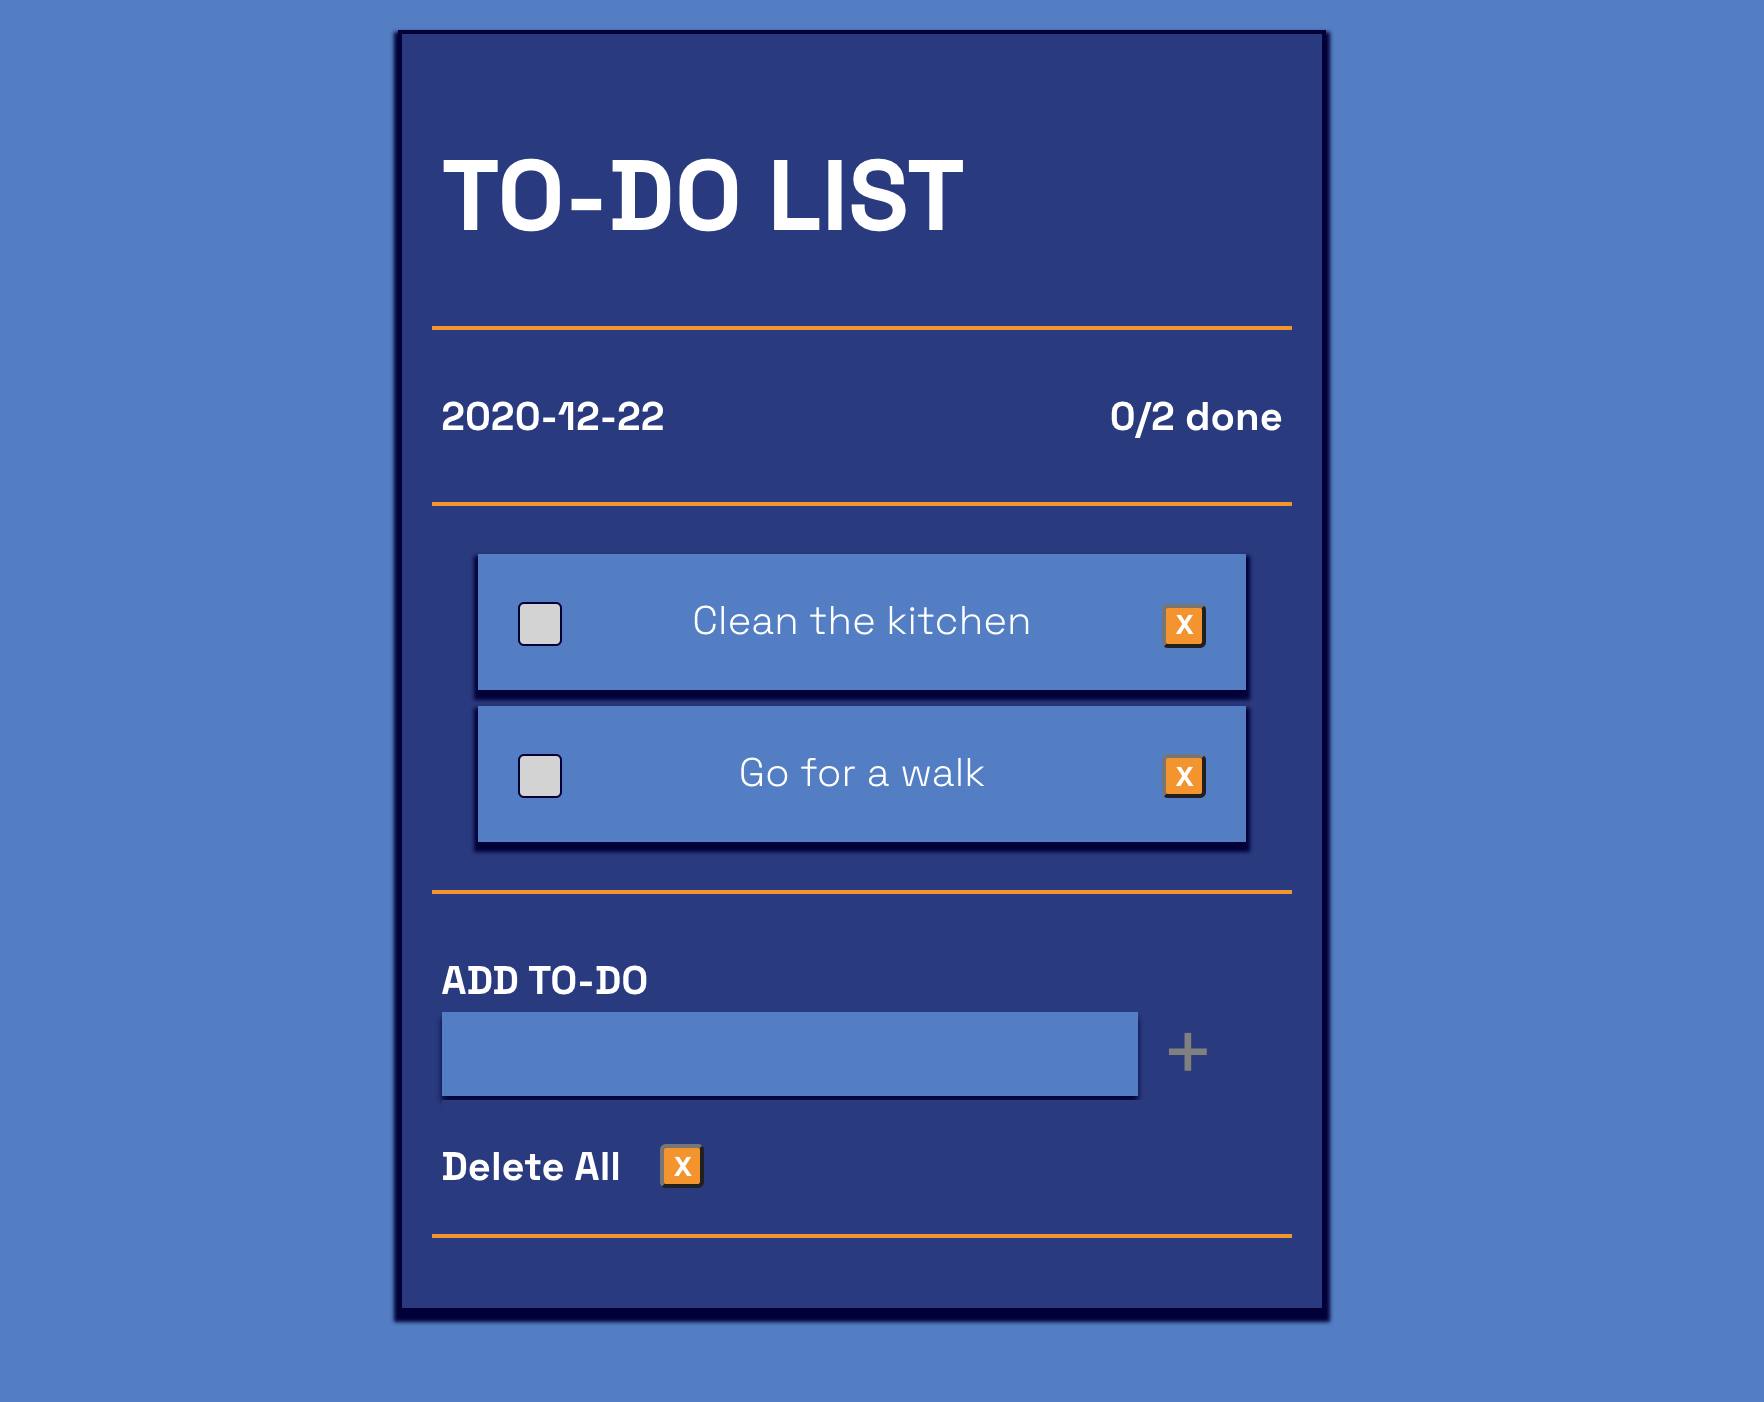 TO-DO LIST
2020-12-22 0/2 done
Clean the kitchen X
Go for a walk X
ADD TO-DO
+
Delete All X